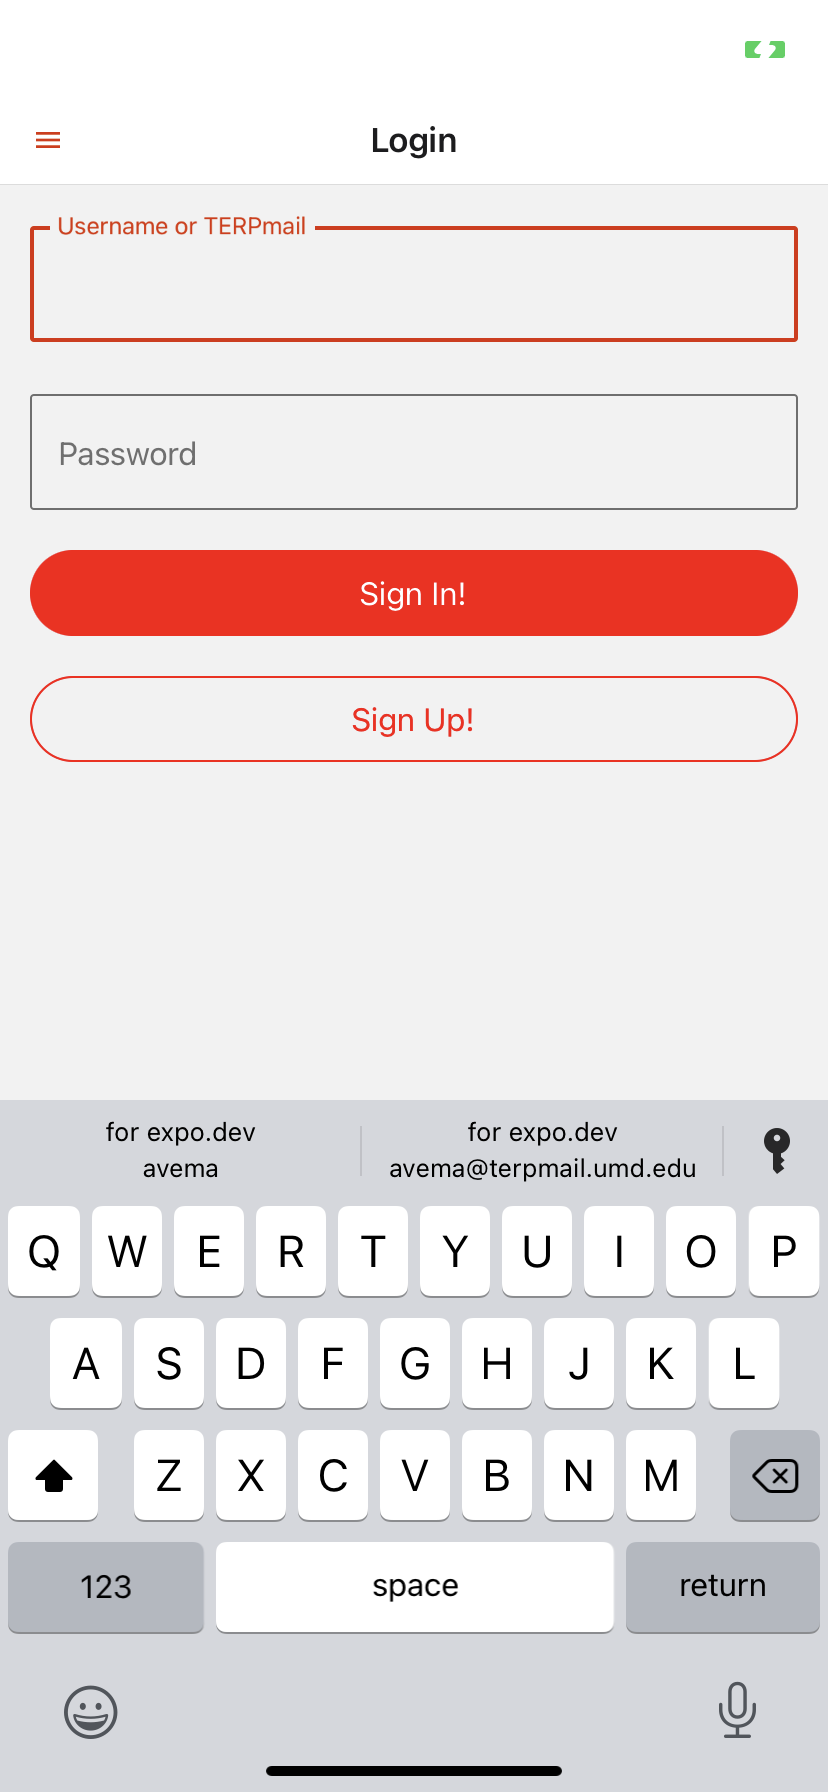 Login
Username or TERPmail
Password
Sign In!
Sign Up!
for expo.dev
avema
for expo.dev
avema@terpmail.umd.edu
Q W E R T Y U I O P
A S D F G H J K L
Z X C V B N M
123 space return